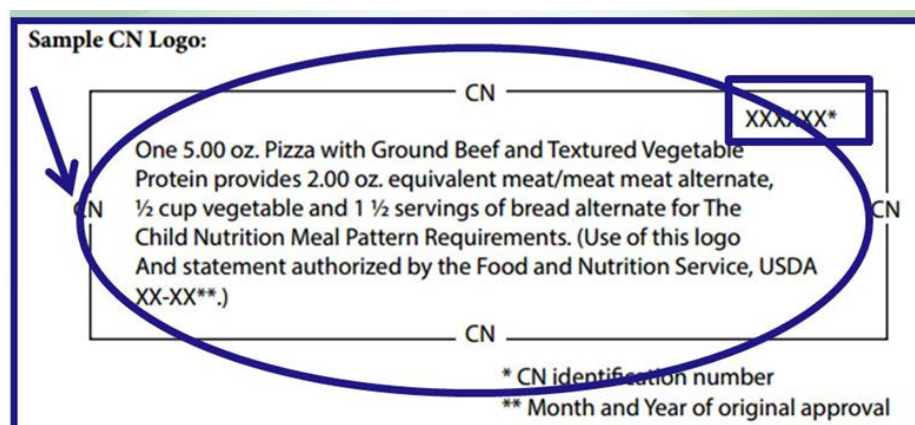 Sample CN Logo:
CN
XXXXXX*
One 5.00 oz. Pizza with Ground Beef and Textured Vegetable
Protein provides 2.00 oz. equivalent meat/meat meat alternate,
CN ½ cup vegetable and 1 ½ servings of bread alternate for The CN
Child Nutrition Meal Pattern Requirements. (Use of this logo
And statement authorized by the Food and Nutrition Service, USDA
XX-XX**.)
CN
* CN identification number
** Month and Year of original approval